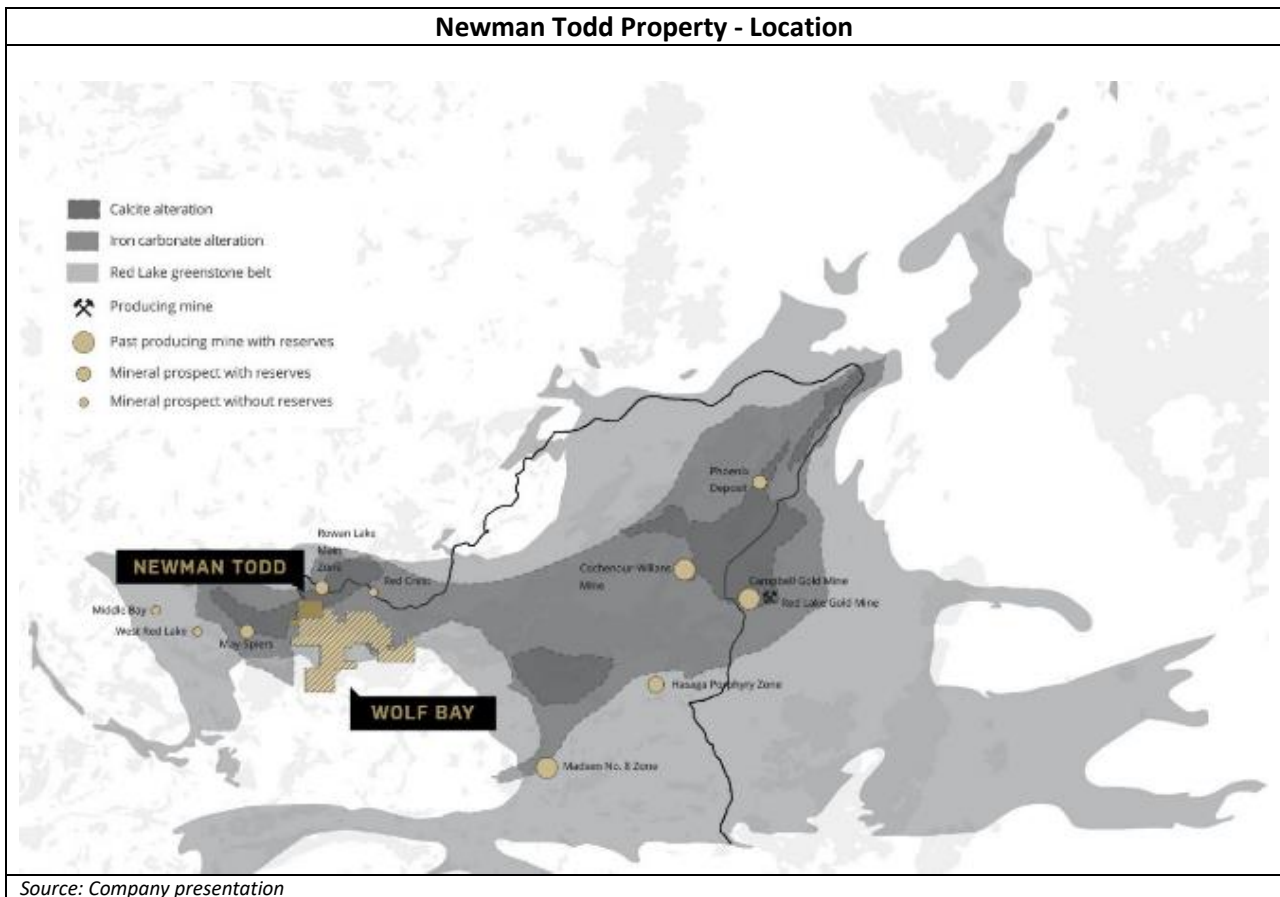 Newman Todd Property - Location
Calcite alteration
Iron carbonate alteration
Red Lake greenstone belt
Producing mine
Past producing mine with reserves
Mineral prospect with reserves
Mineral prospect without reserves
Phoenix
Deposit
Rowan Lake
Main
Zone
NEWMAN TODD
Red Crest
Cochenour-Willans
Mine
Campbell Gold Mine
Red Lake Gold Mine
Middle Bay
West Red Lake
May-Spiers
Hasaga Porphyry Zone
WOLF BAY
Madsen No. 8 Zone
Source: Company presentation